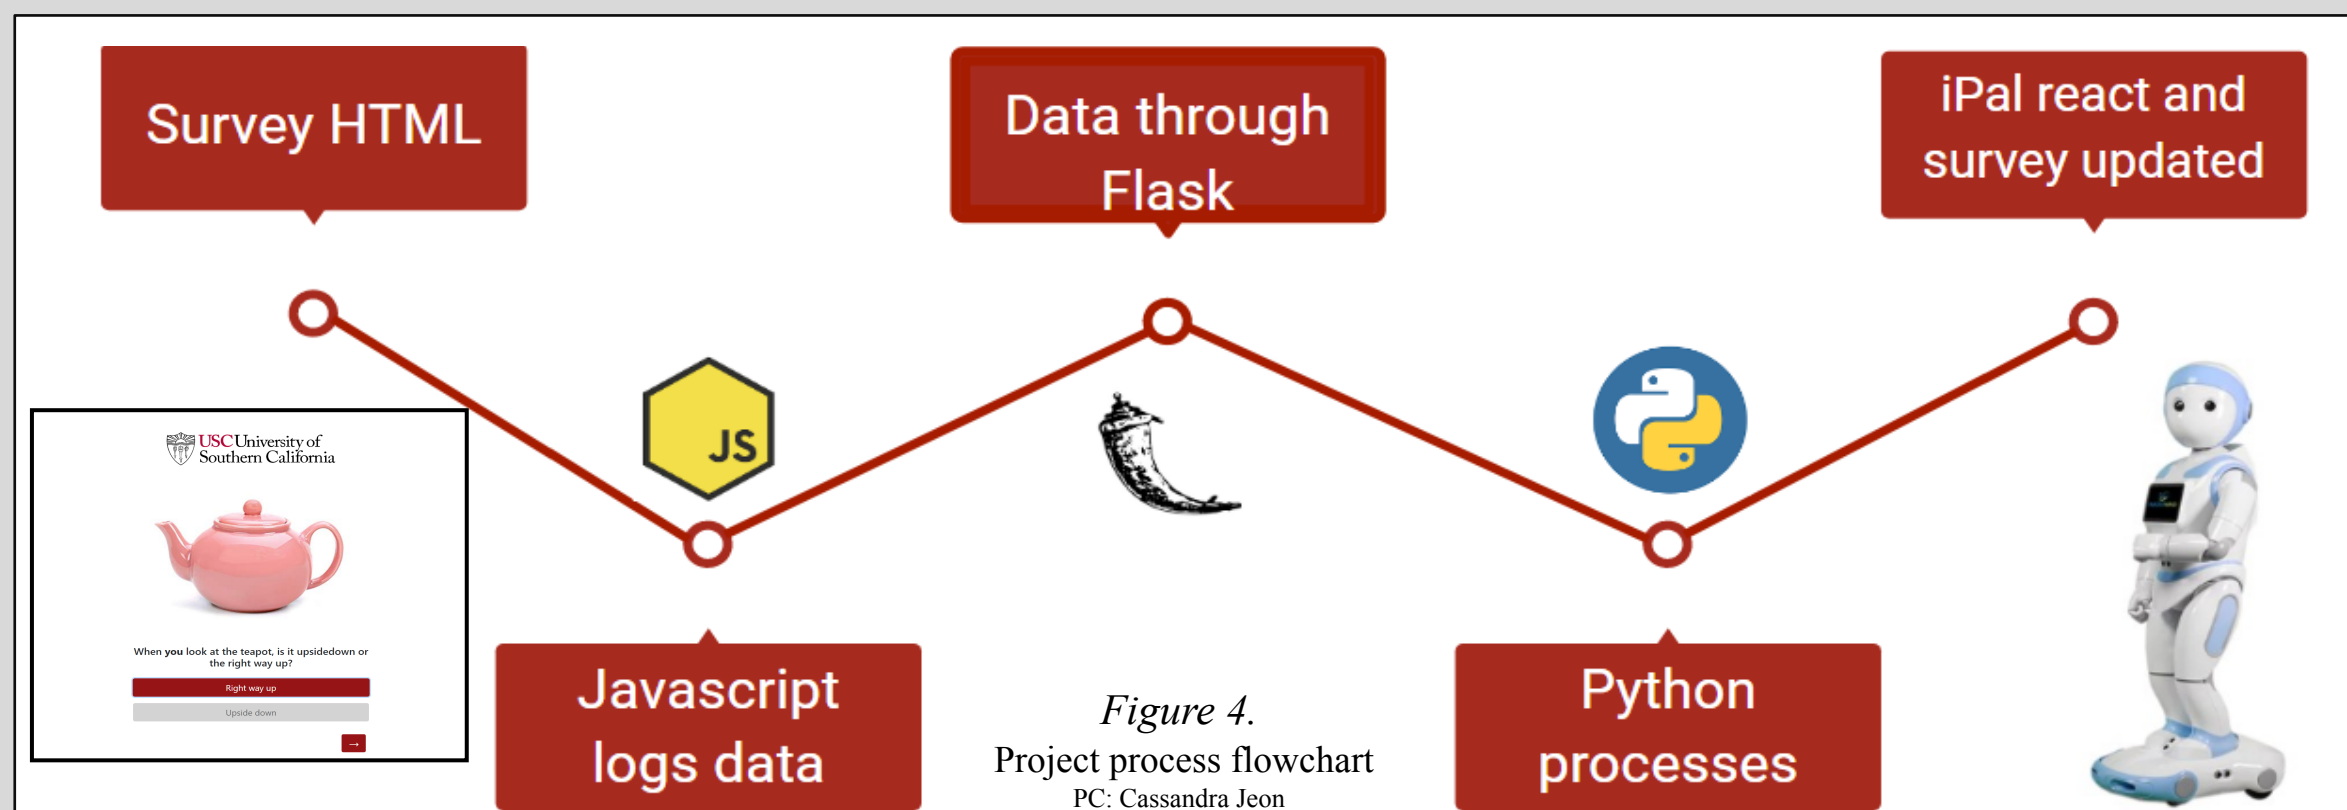 Survey HTML
Data through
Flask
iPal react and
survey updated
JS
USC University of
Southern California
When you look at the teapot, is it upsidedown or
the right way up?
Right way up
Upside down
→
Javascript
logs data
Figure 4.
Project process flowchart
PC: Cassandra Jeon
Python
processes